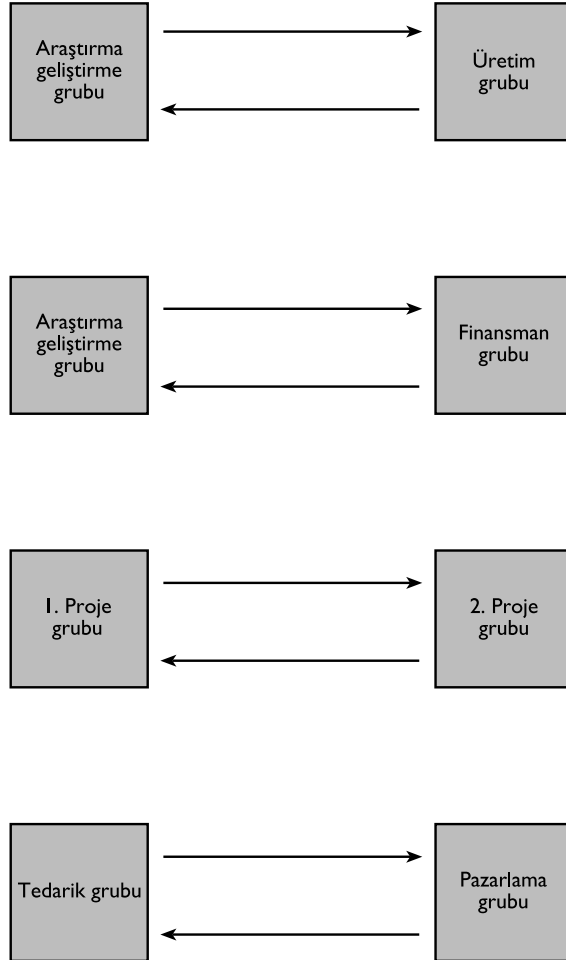 Araştırma
geliştirme
grubu
Üretim
grubu
Araştırma
geliştirme
grubu
Finansman
grubu
1. Proje
grubu
2. Proje
grubu
Tedarik grubu
Pazarlama
grubu